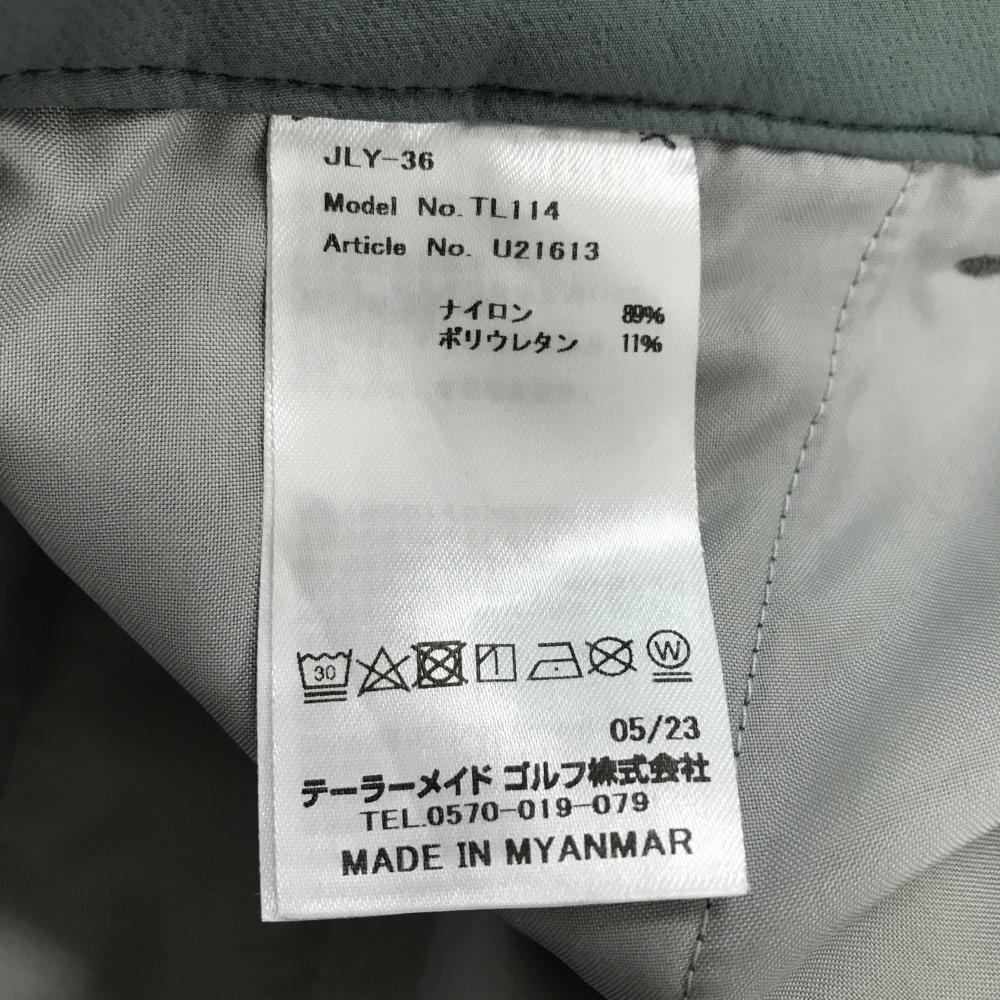 JLY-36
Model No. TL114
Article No. U21613
ナイロン 89%
ポリウレタン 11%
30
W
05/23
テーラーメイド ゴルフ株式会社
TEL.0570-019-079
MADE IN MYANMAR